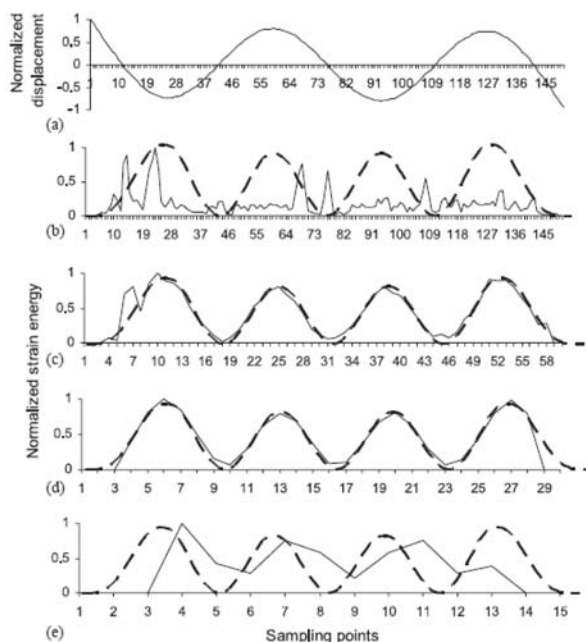 Normalized
displacement
1
0,5
0
-0,5
-1
1 13 28 37 46 55 64 73 82 91 100 109 118 127 136 145
(a)
1
0,5
0
1 10 19 28 37 46 55 64 73 82 91 100 109 118 127 136 145
(b)
Normalized strain energy
1
0,5
0
1 4 7 10 13 16 19 22 25 28 31 34 37 40 43 46 49 52 55 58
(c)
1
0,5
0
1 3 5 7 9 11 13 15 17 19 21 23 25 27 29
(d)
1
0,5
0
1 2 3 4 5 6 7 8 9 10 11 12 13 14 15
(e)
Sampling points